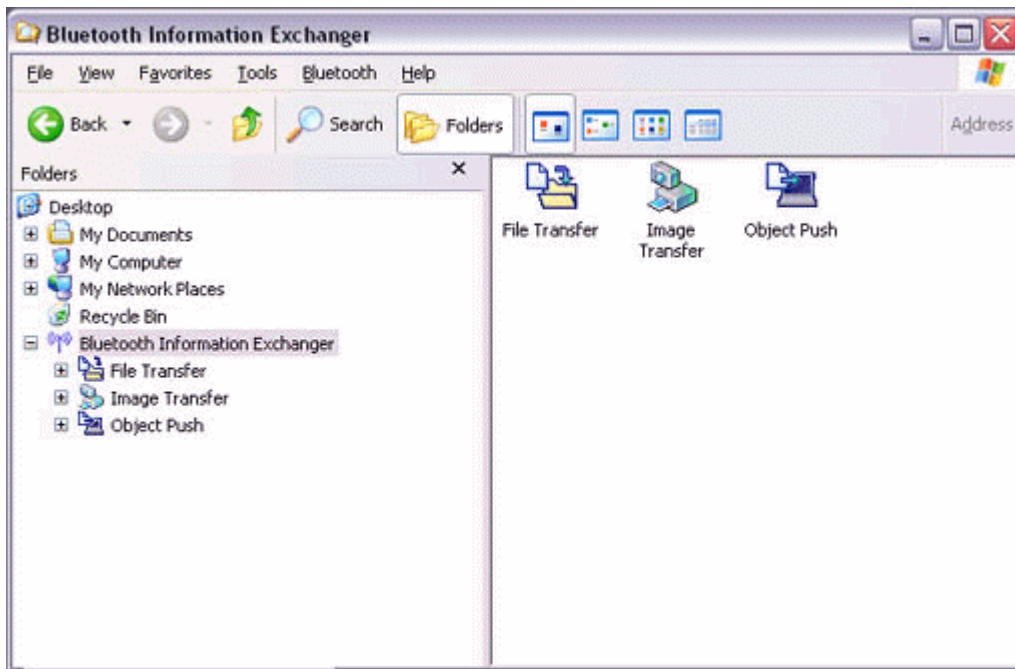 Bluetooth Information Exchanger
File View Favorites Tools Bluetooth Help
Back Search Folders Address
Folders
Desktop
My Documents
My Computer
My Network Places
Recycle Bin
Bluetooth Information Exchanger
File Transfer
Image Transfer
Object Push
File Transfer
Image
Transfer
Object Push